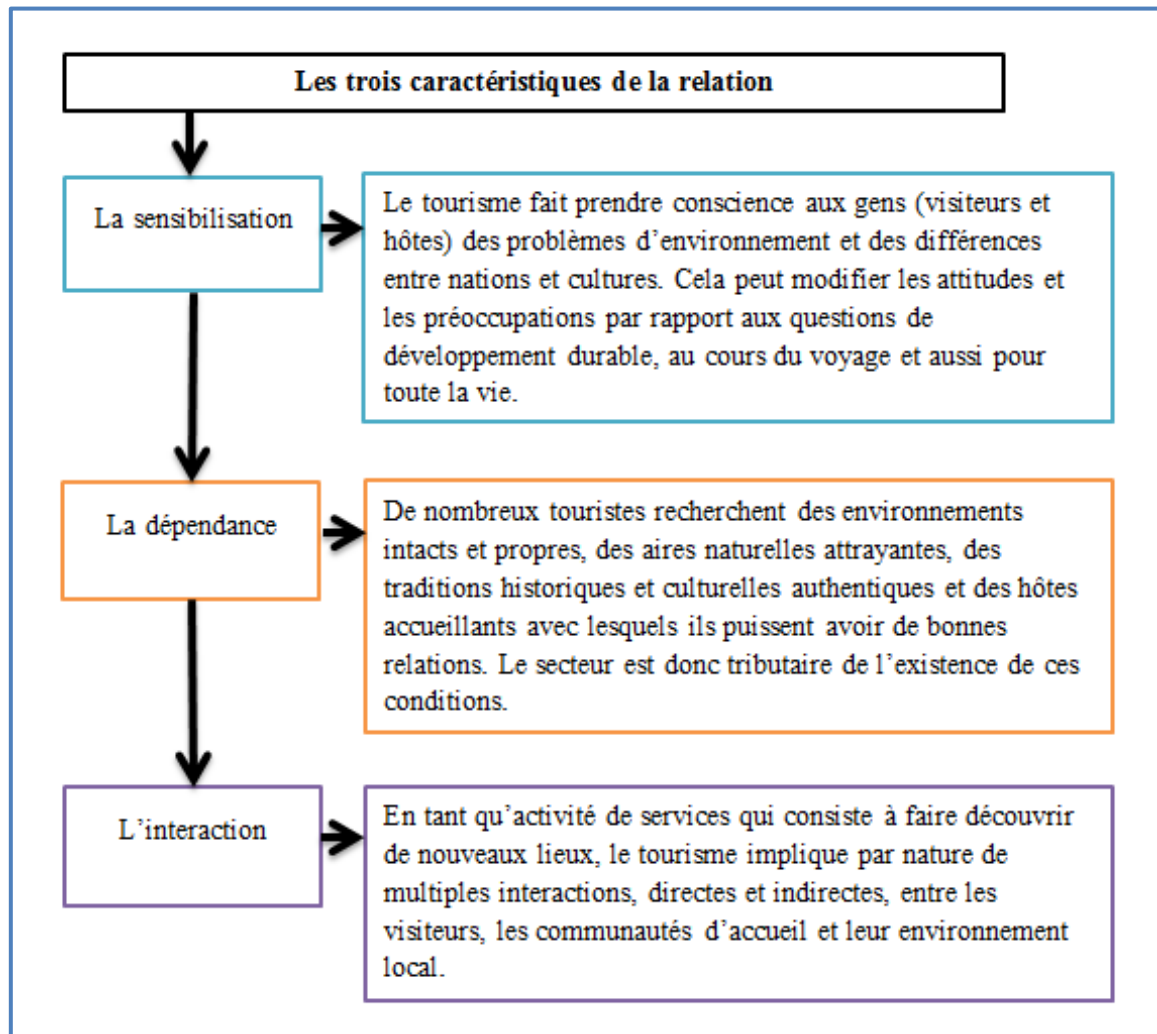 Les trois caractéristiques de la relation
La sensibilisation
Le tourisme fait prendre conscience aux gens (visiteurs et
hôtes) des problèmes d’environnement et des différences
entre nations et cultures. Cela peut modifier les attitudes et
les préoccupations par rapport aux questions de
développement durable, au cours du voyage et aussi pour
toute la vie.
La dépendance
De nombreux touristes recherchent des environnements
intacts et propres, des aires naturelles attrayantes, des
traditions historiques et culturelles authentiques et des hôtes
accueillants avec lesquels ils puissent avoir de bonnes
relations. Le secteur est donc tributaire de l’existence de ces
conditions.
L’interaction
En tant qu’activité de services qui consiste à faire découvrir
de nouveaux lieux, le tourisme implique par nature de
multiples interactions, directes et indirectes, entre les
visiteurs, les communautés d’accueil et leur environnement
local.